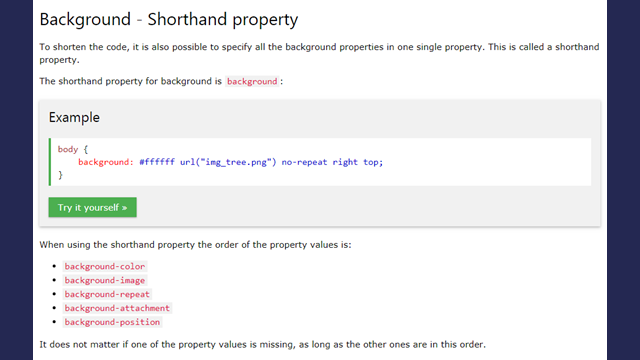 Background - Shorthand property
To shorten the code, it is also possible to specify all the background properties in one single property. This is called a shorthand
property.
The shorthand property for background is background:
Example
body {
    background: #ffffff url("img_tree.png") no-repeat right top;
}
Try it yourself »
When using the shorthand property the order of the property values is:
• background-color
• background-image
• background-repeat
• background-attachment
• background-position
It does not matter if one of the property values is missing, as long as the other ones are in this order.